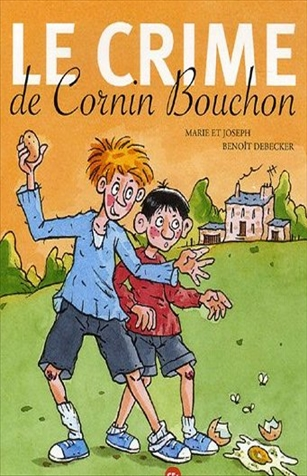 LE CRIME
de Cornin Bouchon
MARIE ET JOSEPH
BENOÎT DEBECKER